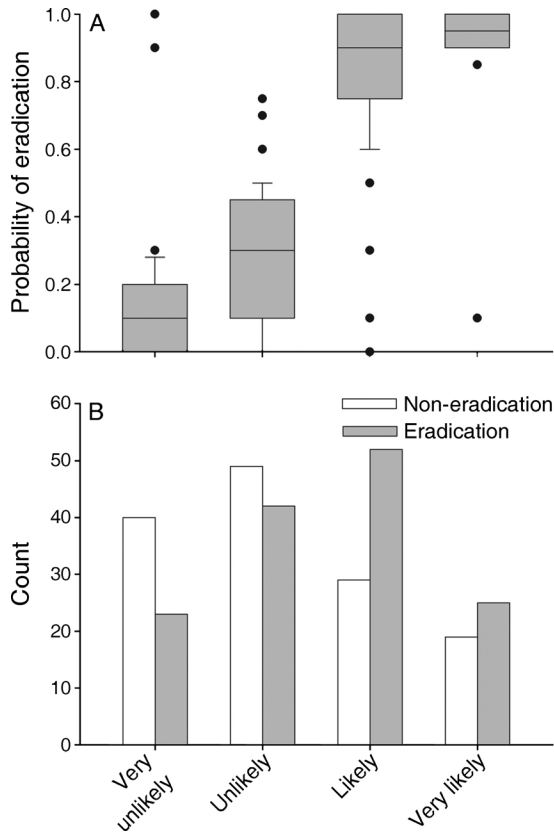 A
1.0
0.8
0.6
0.4
0.2
0.0
Probability of eradication
B
60
50
40
30
20
10
0
Count
Non-eradication
Eradication
Very
unlikely
Unlikely
Likely
Very likely